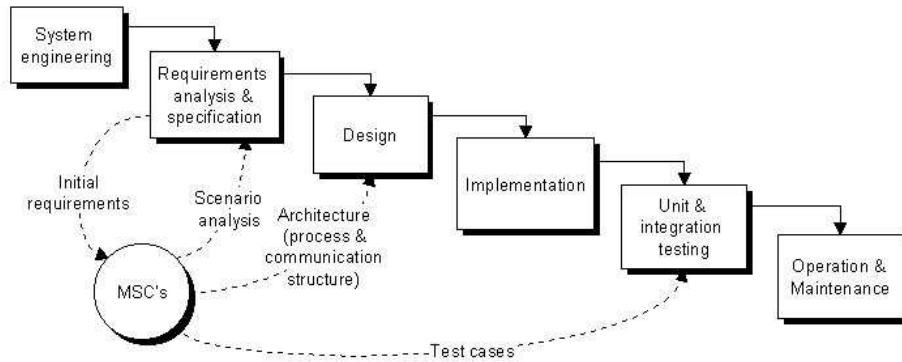 System
engineering
Requirements
analysis &
specification
Design
Implementation
Unit &
integration
testing
Operation &
Maintenance
Initial
requirements
Scenario
analysis
Architecture
(process &
communication
structure)
MSC's
Test cases